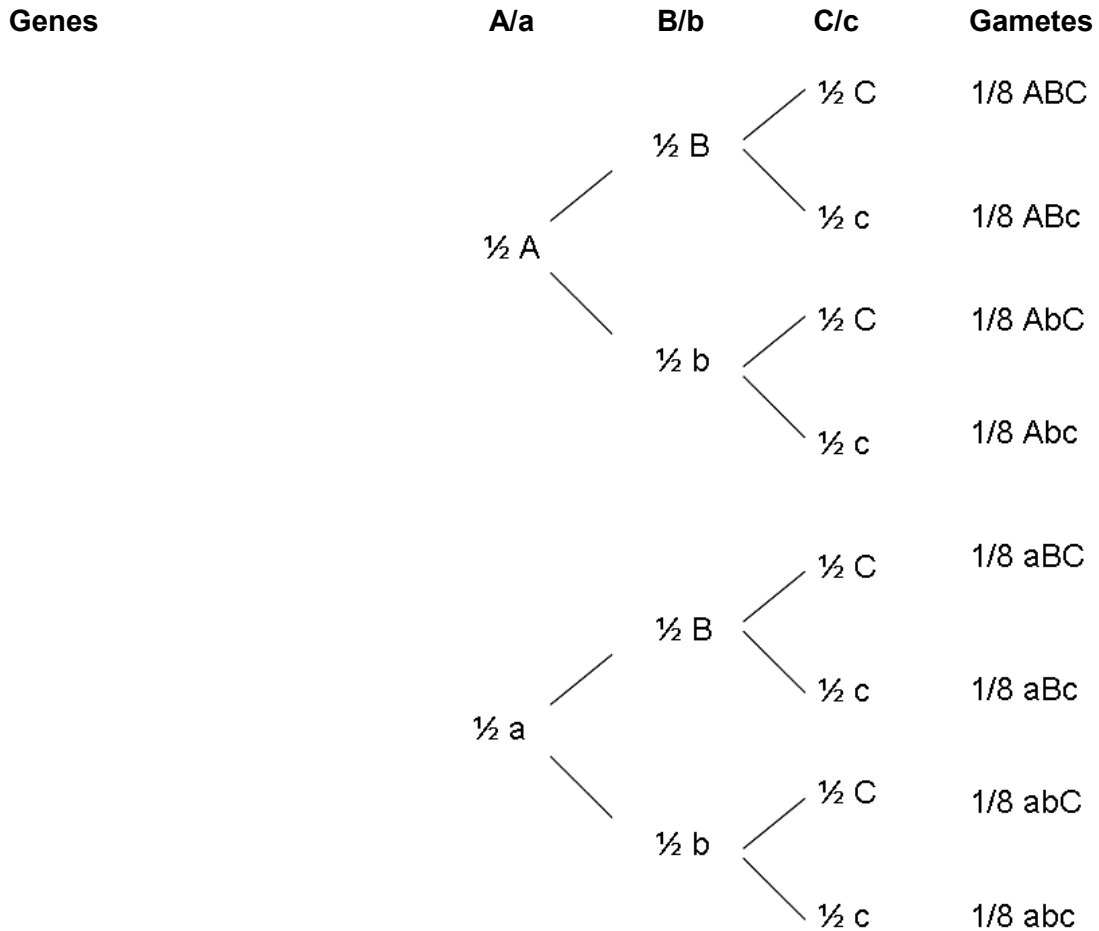 Genes A/a B/b C/c Gametes
½ C 1/8 ABC
½ B
½ c 1/8 ABc
½ A
½ C 1/8 AbC
½ b
½ c 1/8 Abc
½ C 1/8 aBC
½ B
½ c 1/8 aBc
½ a
½ C 1/8 abC
½ b
½ c 1/8 abc